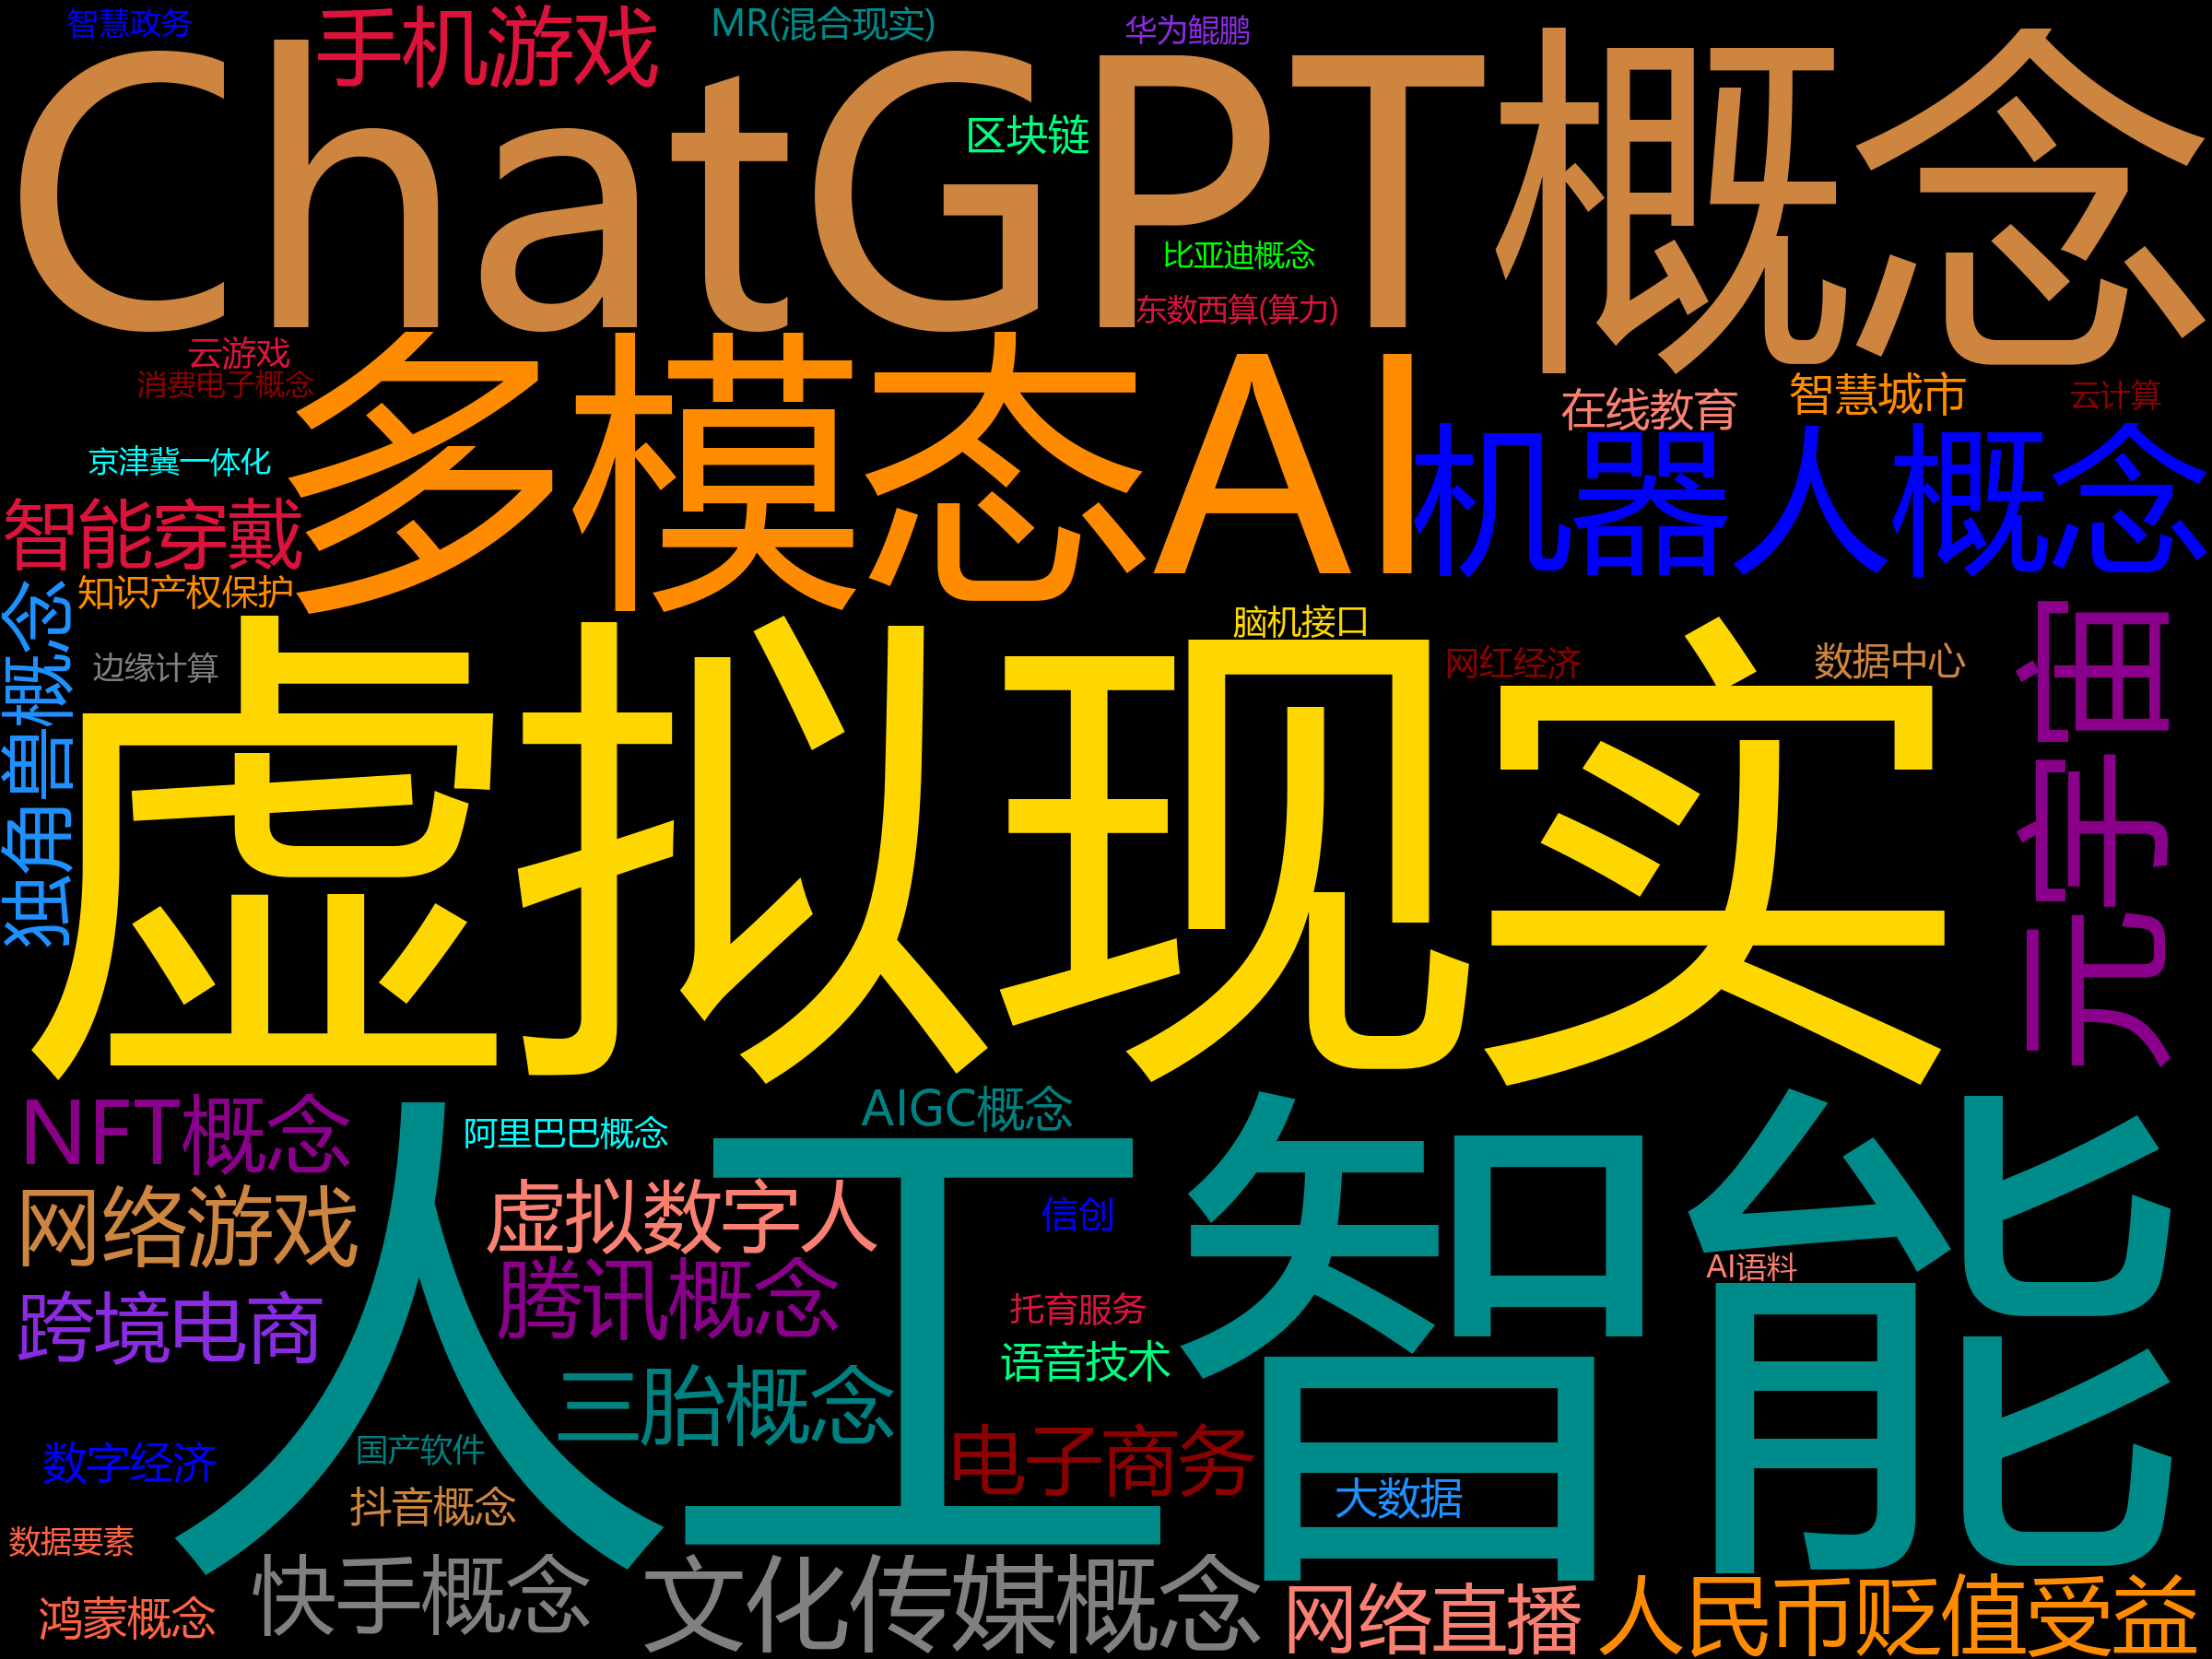 智慧政务
手机游戏
MR(混合现实)
华为鲲鹏
ChatGPT概念
区块链
比亚迪概念
东数西算(算力)
云游戏
消费电子概念
多模态AI
在线教育
智慧城市
云计算
京津冀一体化
机器人概念
智能穿戴
知识产权保护
独角兽概念
边缘计算
脑机接口
网红经济
数据中心
虚拟现实
元宇宙
NFT概念
阿里巴巴概念
AIGC概念
人工智能
网络游戏
虚拟数字人
信创
AI语料
跨境电商
腾讯概念
托育服务
语音技术
三胎概念
数字经济
国产软件
电子商务
抖音概念
大数据
数据要素
鸿蒙概念
快手概念
文化传媒概念
网络直播
人民币贬值受益